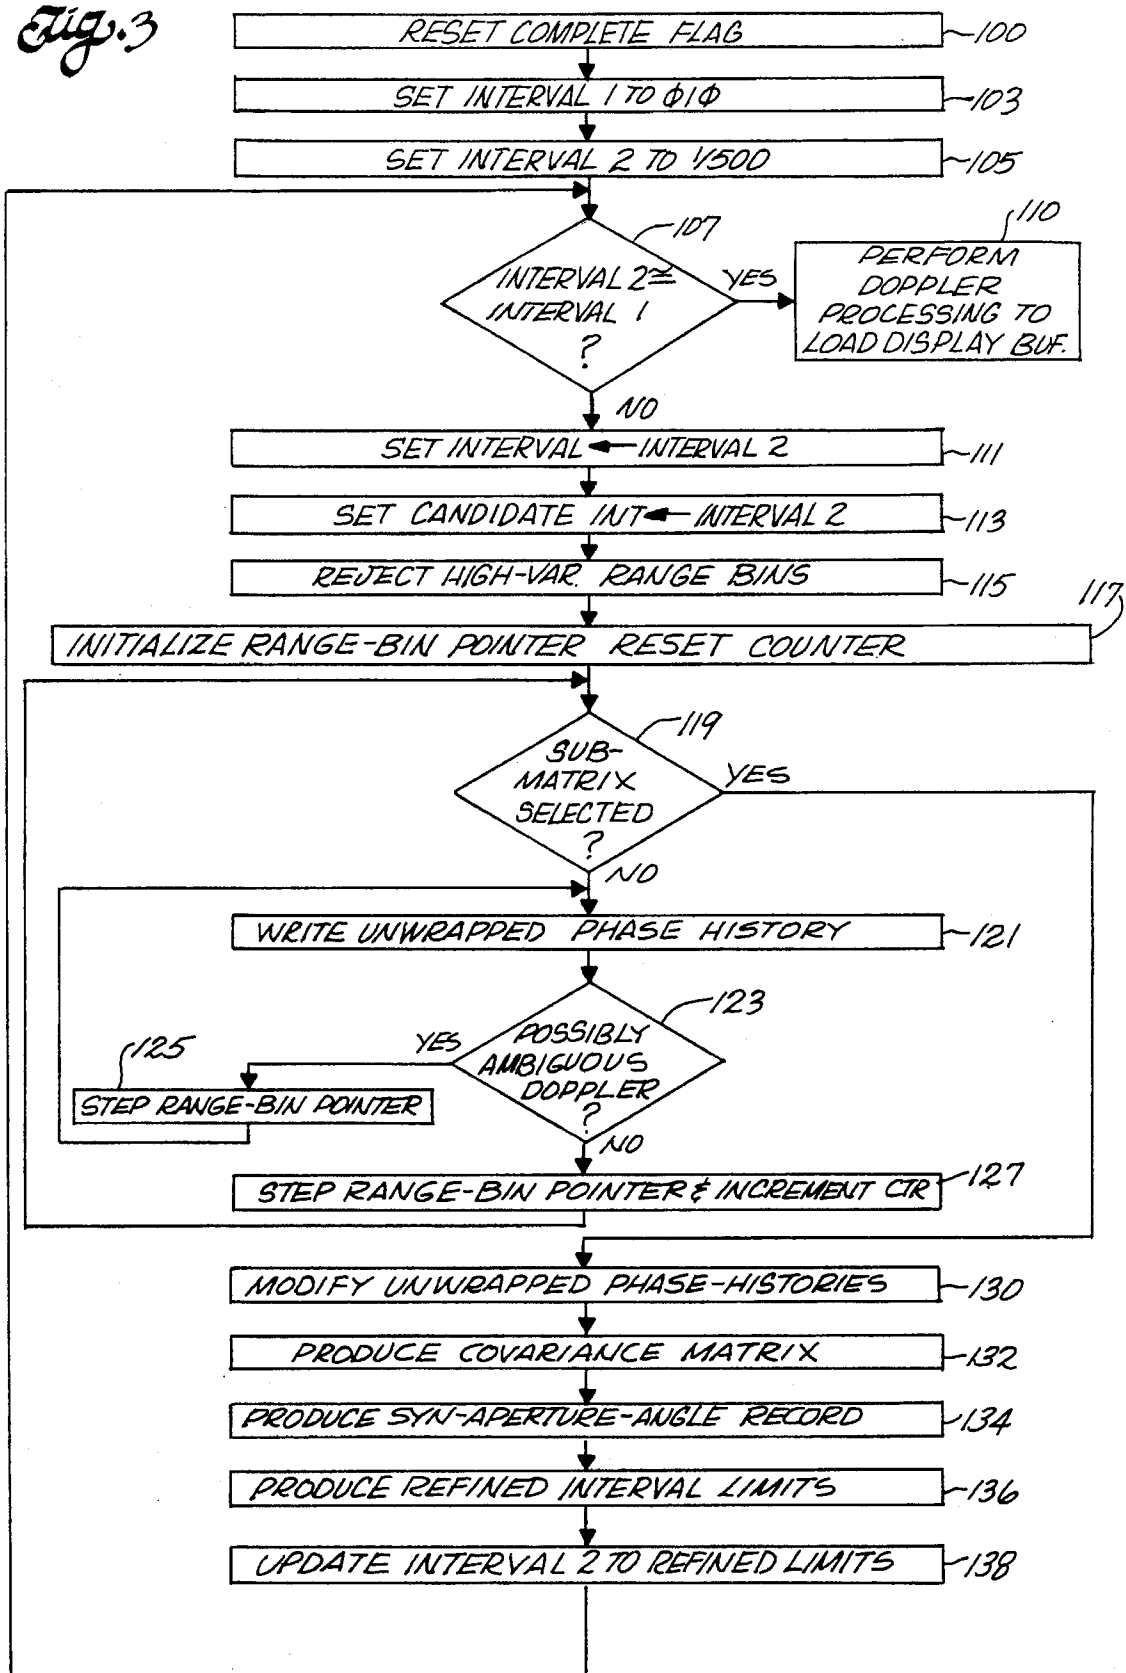 Fig. 3
RESET COMPLETE FLAG
100
SET INTERVAL 1 TO φ1φ
103
SET INTERVAL 2 TO 1/500
105
107
INTERVAL 2 ≅
INTERVAL 1
?
YES
110
PERFORM
DOPPLER
PROCESSING TO
LOAD DISPLAY BUF.
NO
SET INTERVAL ← INTERVAL 2
111
SET CANDIDATE INT ← INTERVAL 2
113
REJECT HIGH-VAR. RANGE BINS
115
INITIALIZE RANGE-BIN POINTER RESET COUNTER
117
119
SUB-
MATRIX
SELECTED
?
YES
NO
WRITE UNWRAPPED PHASE HISTORY
121
123
POSSIBLY
AMBIGUOUS
DOPPLER
?
YES
125
STEP RANGE-BIN POINTER
NO
STEP RANGE-BIN POINTER & INCREMENT CTR
127
MODIFY UNWRAPPED PHASE-HISTORIES
130
PRODUCE COVARIANCE MATRIX
132
PRODUCE SYN-APERTURE-ANGLE RECORD
134
PRODUCE REFINED INTERVAL LIMITS
136
UPDATE INTERVAL 2 TO REFINED LIMITS
138